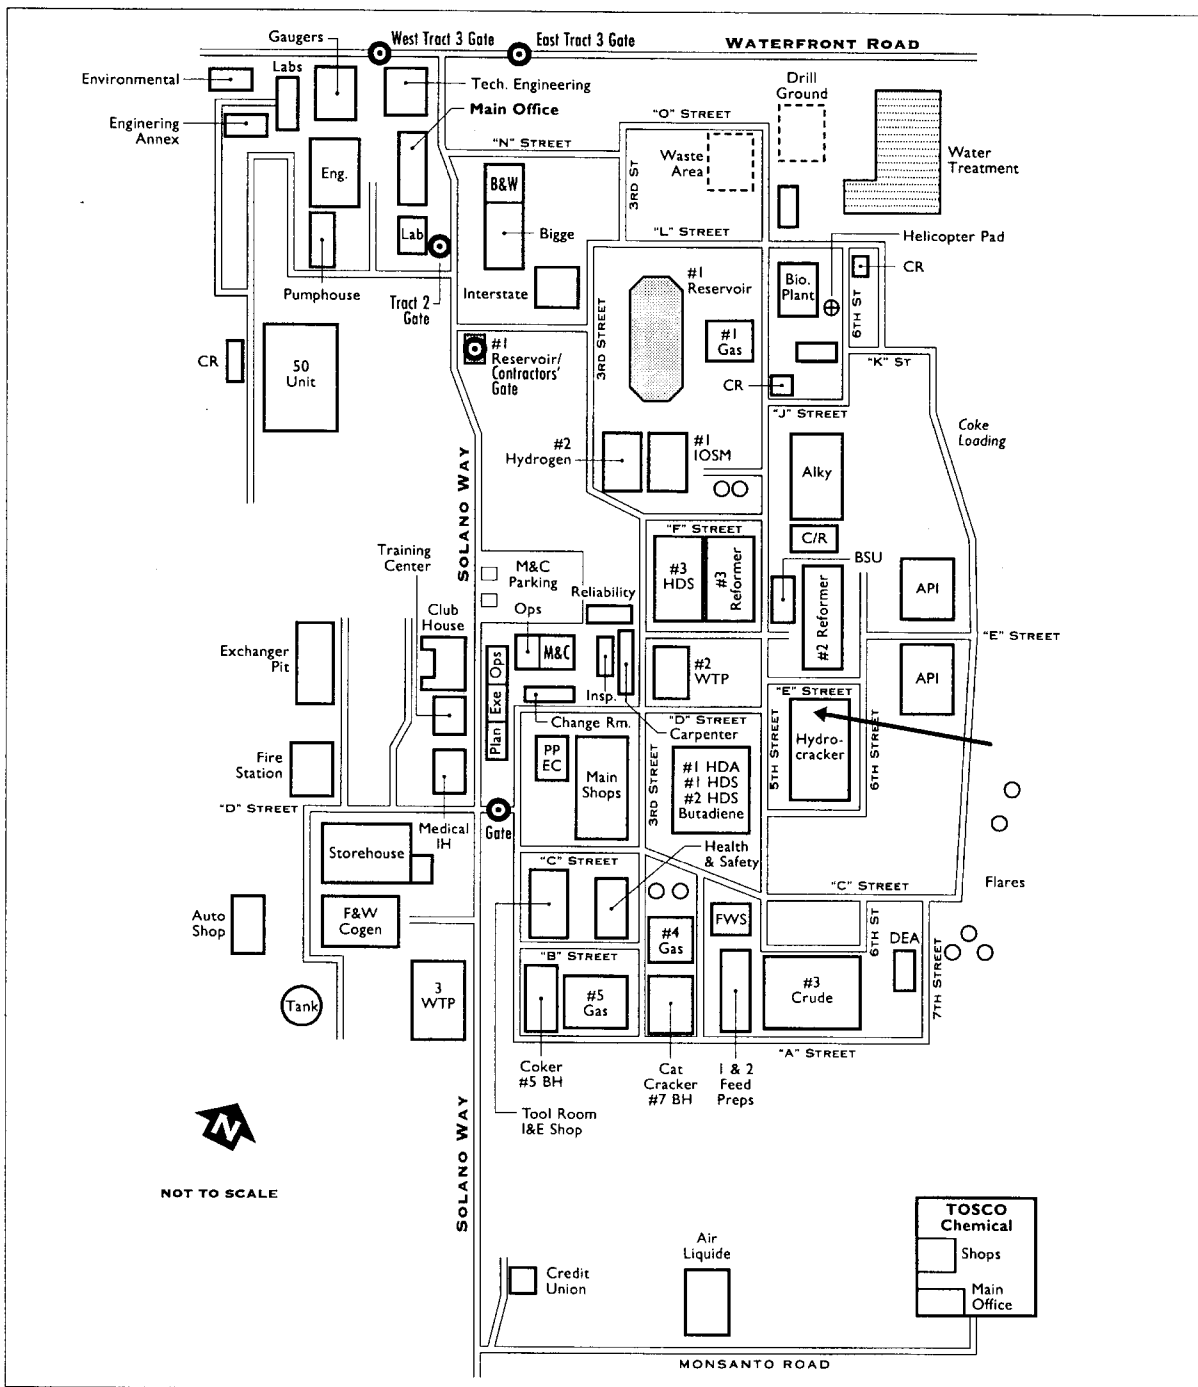 Gaugers
West Tract 3 Gate
East Tract 3 Gate
WATERFRONT ROAD
Environmental
Labs
Tech. Engineering
Drill
Ground
Main Office
"O" STREET
Enginering
Annex
"N" STREET
Waste
Area
Water
Treatment
Eng.
B&W
3RD ST
Lab
Bigge
"L" STREET
Helicopter Pad
CR
Pumphouse
Tract 2
Gate
Interstate
#1
Reservoir
Bio.
Plant
6TH ST
#1
Gas
3RD STREET
CR
50
Unit
#1
Reservoir/
Contractors'
Gate
"K" ST
CR
"J" STREET
Coke
Loading
#2
Hydrogen
#1
IOSM
Alky
SOLANO WAY
"F" STREET
C/R
Training
Center
M&C
Parking
BSU
#3
HDS
#3
Reformer
Reliability
API
Club
House
Ops
#2 Reformer
"E" STREET
Exchanger
Pit
Ops
M&C
#2
WTP
API
Exe
Insp.
"E" STREET
Change Rm.
"D" STREET
Carpenter
Plan
PP
EC
5TH STREET
Hydro-
cracker
6TH STREET
Fire
Station
Main
Shops
3RD STREET
#1 HDA
#1 HDS
#2 HDS
Butadiene
"D" STREET
Medical
IH
Gate
Storehouse
"C" STREET
Health
& Safety
"C" STREET
Flares
Auto
Shop
F&W
Cogen
FWS
6TH ST
#4
Gas
DEA
"B" STREET
7TH STREET
Tank
3
WTP
#5
Gas
#3
Crude
"A" STREET
Coker
#5 BH
Cat
Cracker
#7 BH
1 & 2
Feed
Preps
Tool Room
I&E Shop
N
NOT TO SCALE
SOLANO WAY
TOSCO
Chemical
Shops
Main
Office
Air
Liquide
Credit
Union
MONSANTO ROAD